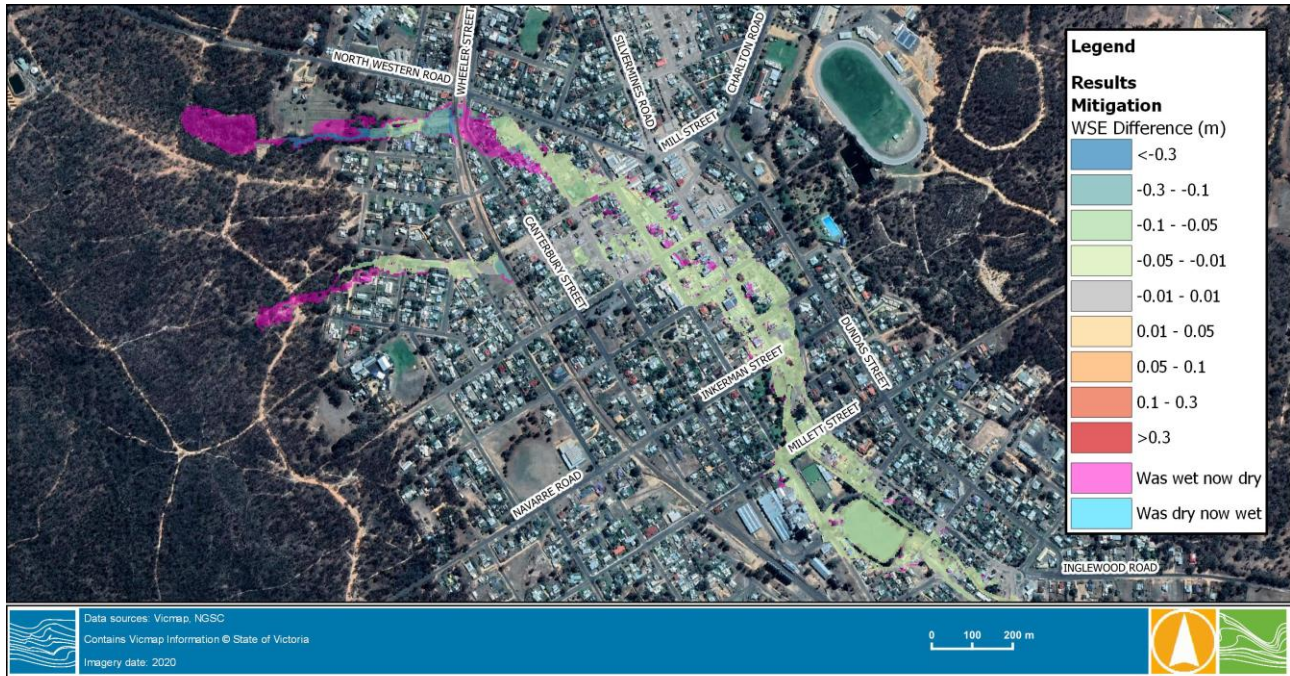 NORTH WESTERN ROAD
WHEELER STREET
SILVERMINES ROAD
CHARLTON ROAD
MILL STREET
CANTERBURY STREET
INKERMAN STREET
DUNDAS STREET
MILLETT STREET
NAVARRE ROAD
INGLEWOOD ROAD
Legend
Results
Mitigation
WSE Difference (m)
<-0.3
-0.3 - -0.1
-0.1 - -0.05
-0.05 - -0.01
-0.01 - 0.01
0.01 - 0.05
0.05 - 0.1
0.1 - 0.3
>0.3
Was wet now dry
Was dry now wet
Data sources: Vicmap, NGSC
Contains Vicmap Information © State of Victoria
Imagery date: 2020
0 100 200 m